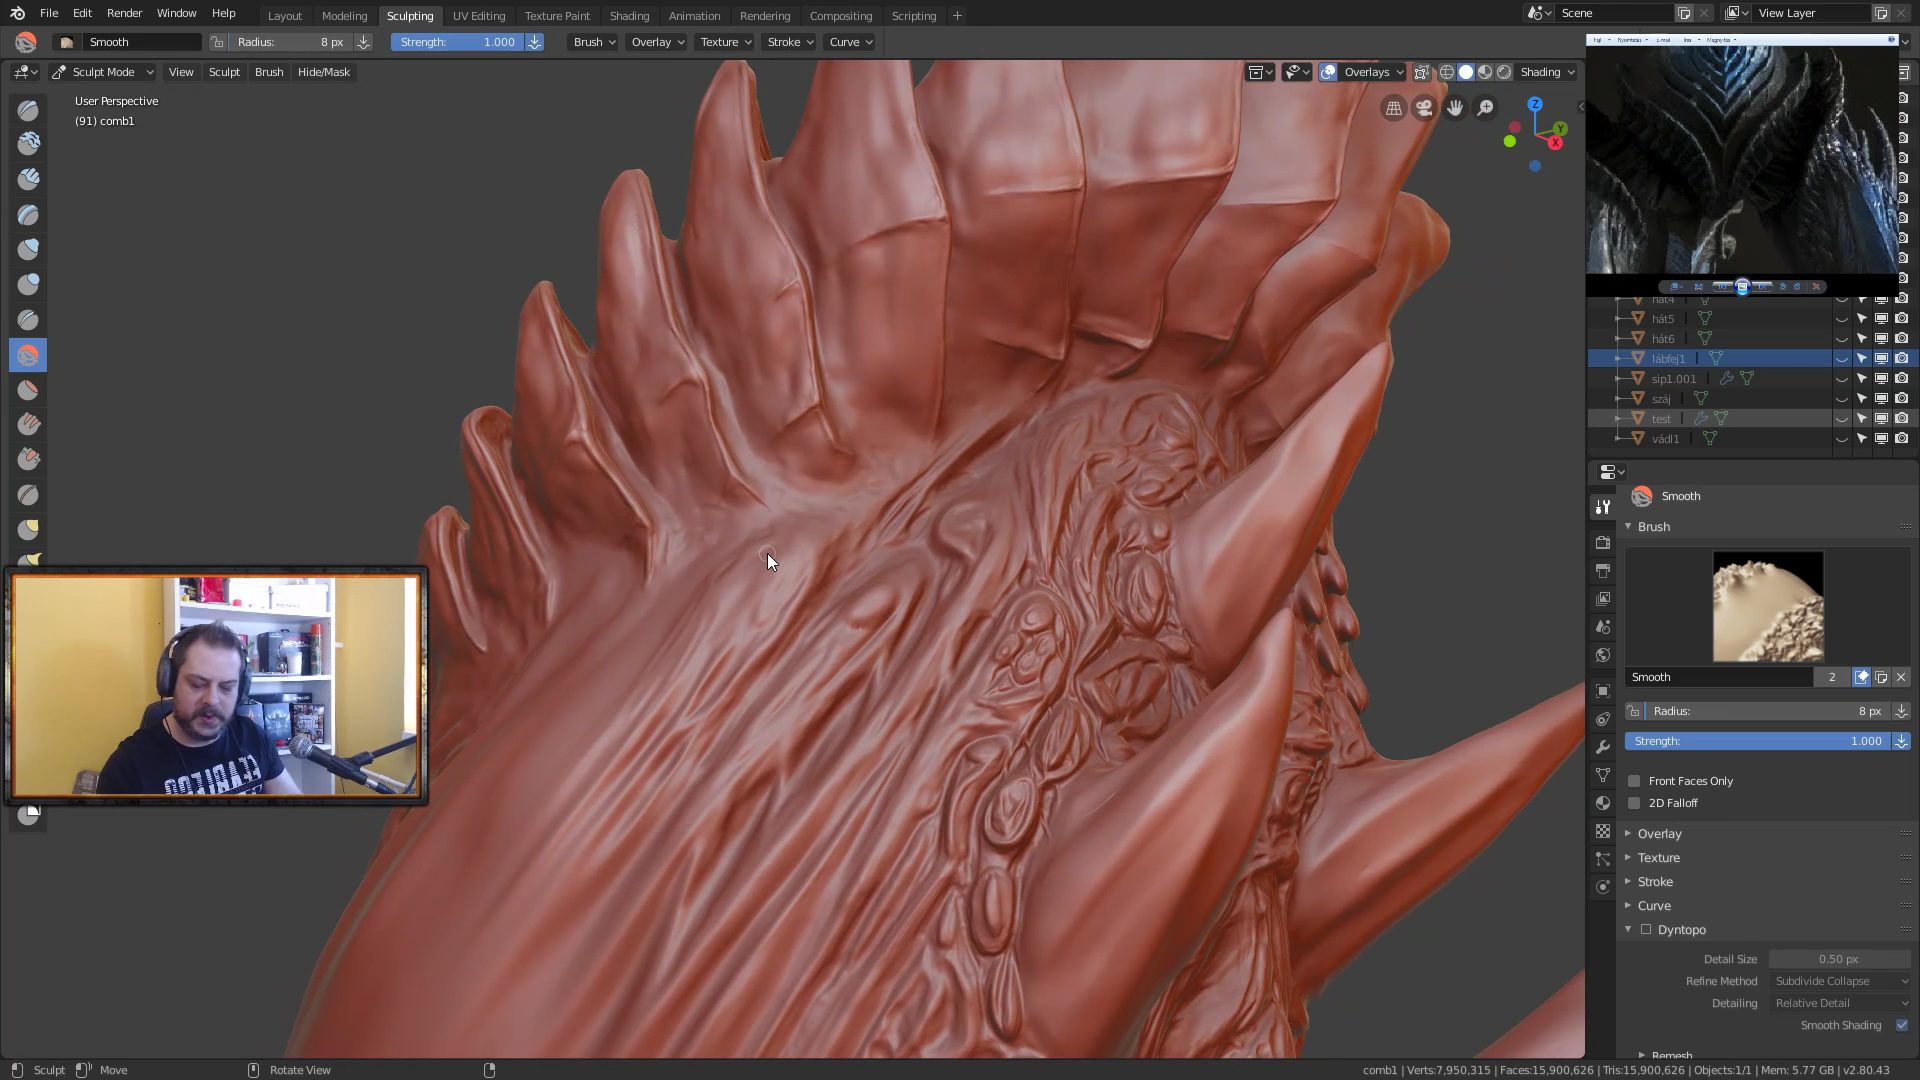 File Edit Render Window Help
Layout Modeling Sculpting UV Editing Texture Paint Shading Animation Rendering Compositing Scripting +
Scene
View Layer
Smooth
Radius: 8 px
Strength: 1.000
Brush Overlay Texture Stroke Curve
Sculpt Mode View Sculpt Brush Hide/Mask
Overlays
Shading
User Perspective
(91) comb1
Z
Y
X
hát4
hát5
hát6
lábfej1
sip1.001
száj
test
vádl1
Smooth
Brush
Smooth 2
Radius: 8 px
Strength: 1.000
Front Faces Only
2D Falloff
Overlay
Texture
Stroke
Curve
Dyntopo
Detail Size 0.50 px
Refine Method Subdivide Collapse
Detailing Relative Detail
Smooth Shading
Remesh
Sculpt Move Rotate View
comb1 | Verts:7,950,315 | Faces:15,900,626 | Tris:15,900,626 | Objects:1/1 | Mem: 5.77 GB | v2.80.43